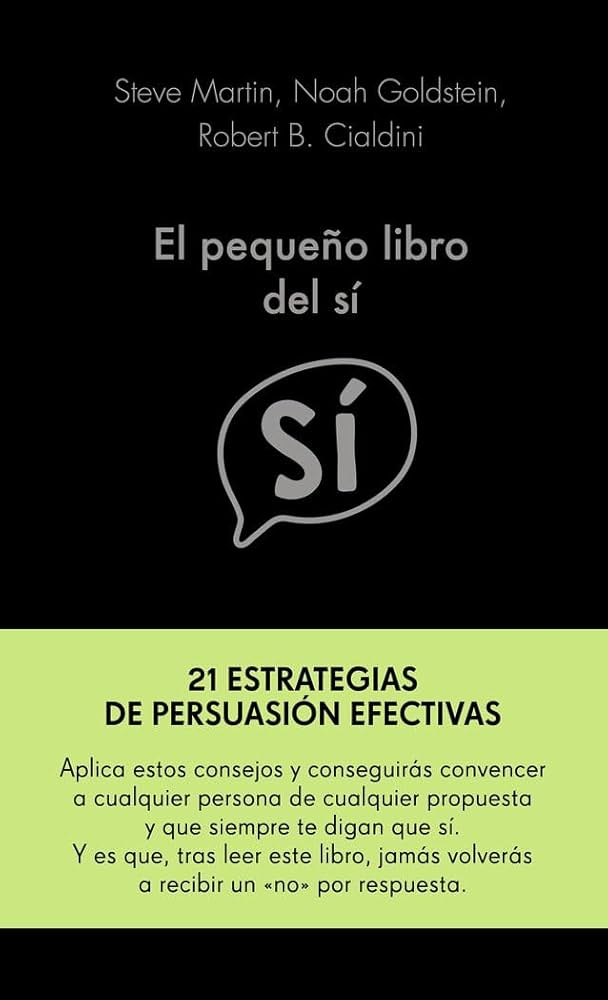 Steve Martin, Noah Goldstein,
Robert B. Cialdini
El pequeño libro
del sí
SÍ
21 ESTRATEGIAS
DE PERSUASIÓN EFECTIVAS
Aplica estos consejos y conseguirás convencer
a cualquier persona de cualquier propuesta
y que siempre te digan que sí.
Y es que, tras leer este libro, jamás volverás
a recibir un «no» por respuesta.